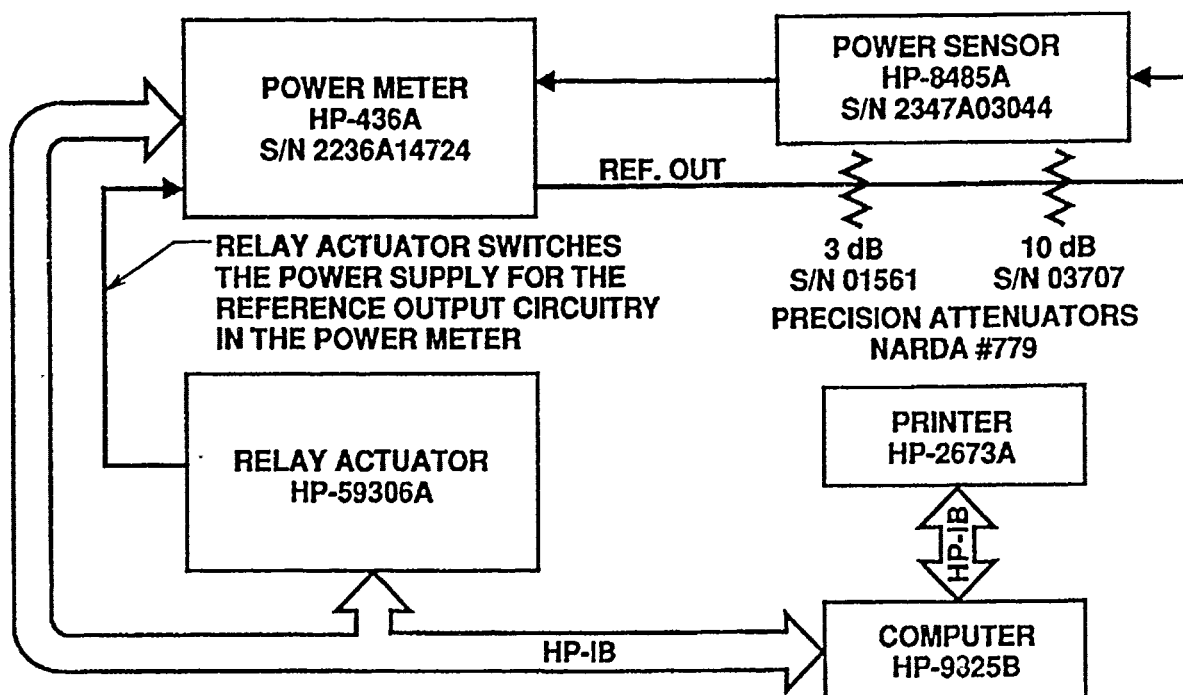 POWER METER
HP-436A
S/N 2236A14724
POWER SENSOR
HP-8485A
S/N 2347A03044
REF. OUT
3 dB
S/N 01561
10 dB
S/N 03707
PRECISION ATTENUATORS
NARDA #779
RELAY ACTUATOR SWITCHES
THE POWER SUPPLY FOR THE
REFERENCE OUTPUT CIRCUITRY
IN THE POWER METER
RELAY ACTUATOR
HP-59306A
PRINTER
HP-2673A
HP-IB
HP-IB
COMPUTER
HP-9825B